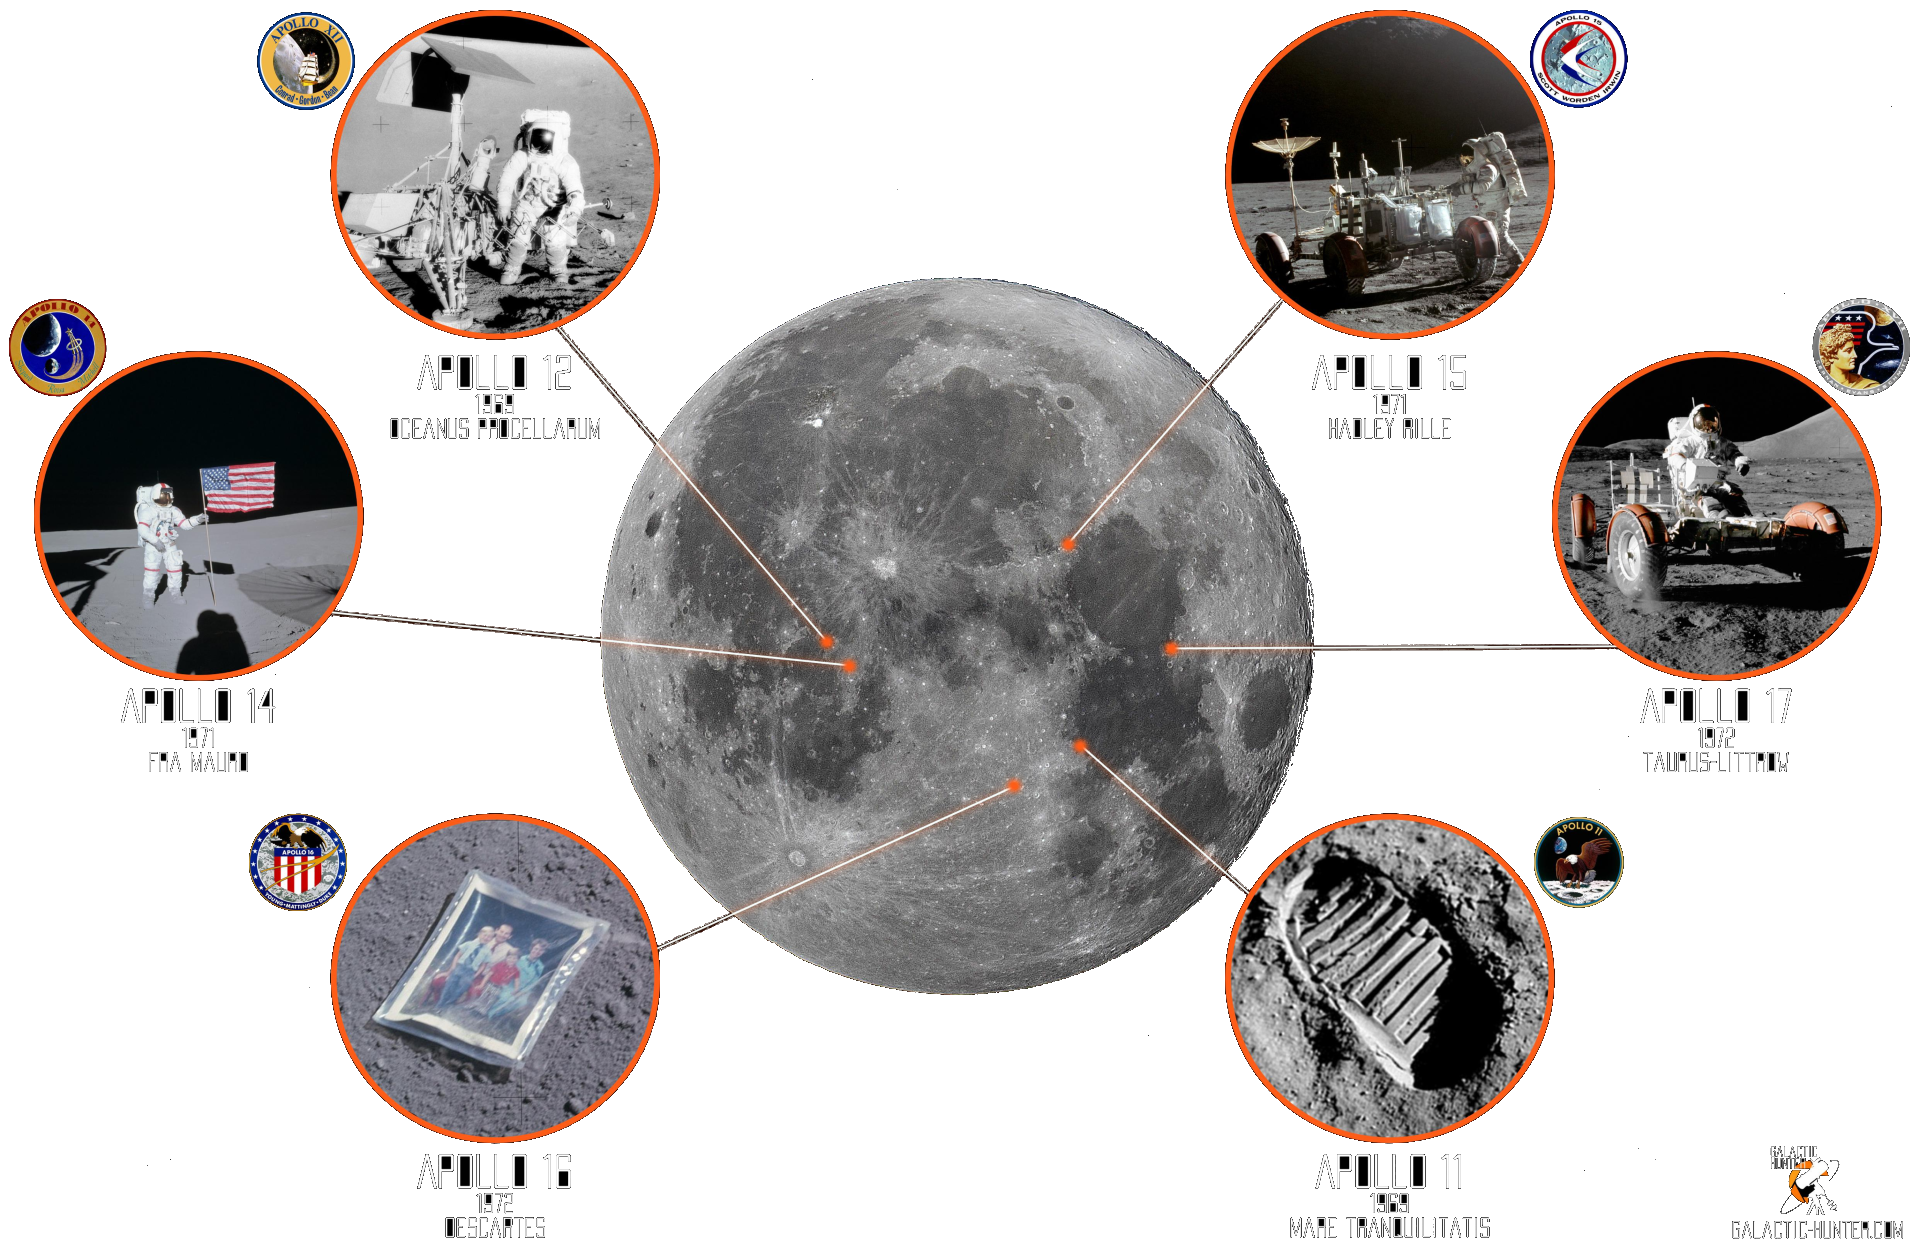 APOLLO XII
Conrad • Gordon • Bean
APOLLO 12
1969
OCEANUS PROCELLARUM
APOLLO 15
SCOTT WORDEN IRWIN
APOLLO 15
1971
HADLEY RILLE
APOLLO 14
APOLLO 14
1971
FRA MAURO
APOLLO 17
1972
TAURUS-LITTROW
APOLLO 16
YOUNG • MATTINGLY • DUKE
APOLLO 16
1972
DESCARTES
APOLLO 11
APOLLO 11
1969
MARE TRANQUILITATIS
GALACTIC
HUNTER
GALACTIC-HUNTER.COM